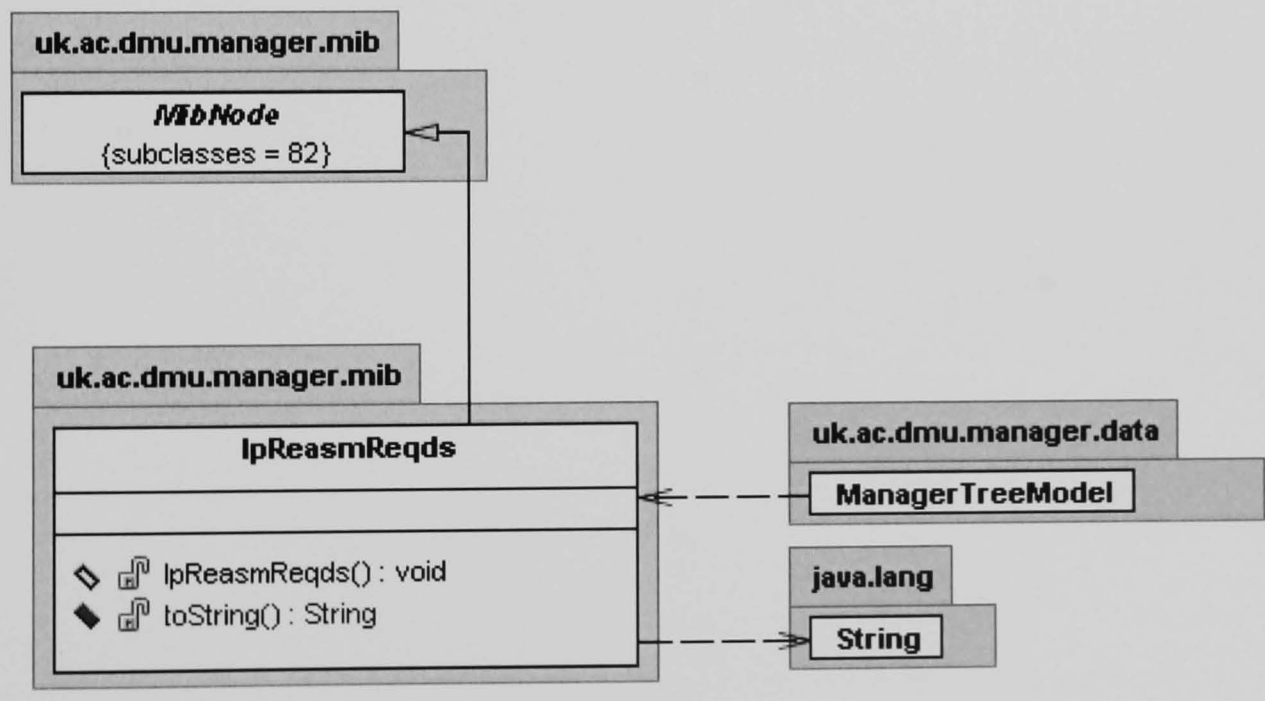 uk.ac.dmu.manager.mib
MibNode
{subclasses = 82}
uk.ac.dmu.manager.mib
IpReasmReqds
IpReasmReqds() : void
toString() : String
uk.ac.dmu.manager.data
ManagerTreeModel
java.lang
String